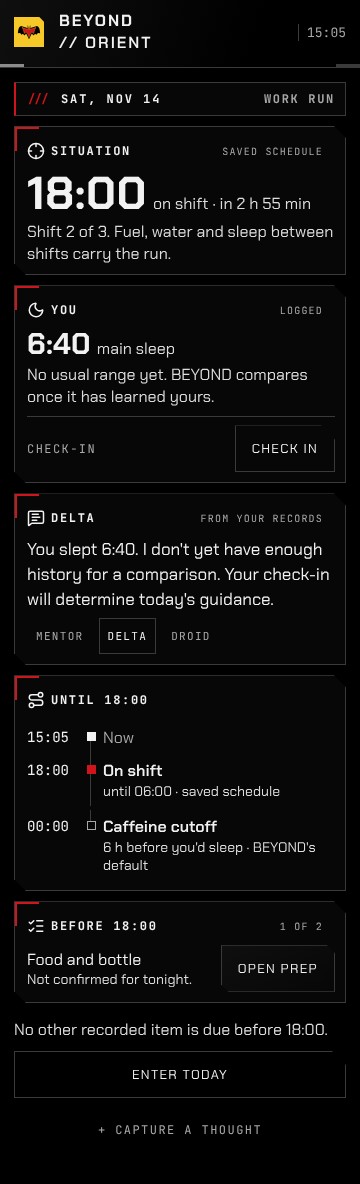 BEYOND
// ORIENT
15:05
/// SAT, NOV 14
WORK RUN
SITUATION
SAVED SCHEDULE
18:00 on shift · in 2 h 55 min
Shift 2 of 3. Fuel, water and sleep between
shifts carry the run.
YOU
LOGGED
6:40 main sleep
No usual range yet. BEYOND compares
once it has learned yours.
CHECK-IN
CHECK IN
DELTA
FROM YOUR RECORDS
You slept 6:40. I don't yet have enough
history for a comparison. Your check-in
will determine today's guidance.
MENTOR
DELTA
DROID
UNTIL 18:00
15:05 Now
18:00 On shift
until 06:00 · saved schedule
00:00 Caffeine cutoff
6 h before you'd sleep · BEYOND's
default
BEFORE 18:00
1 OF 2
Food and bottle
Not confirmed for tonight.
OPEN PREP
No other recorded item is due before 18:00.
ENTER TODAY
+ CAPTURE A THOUGHT